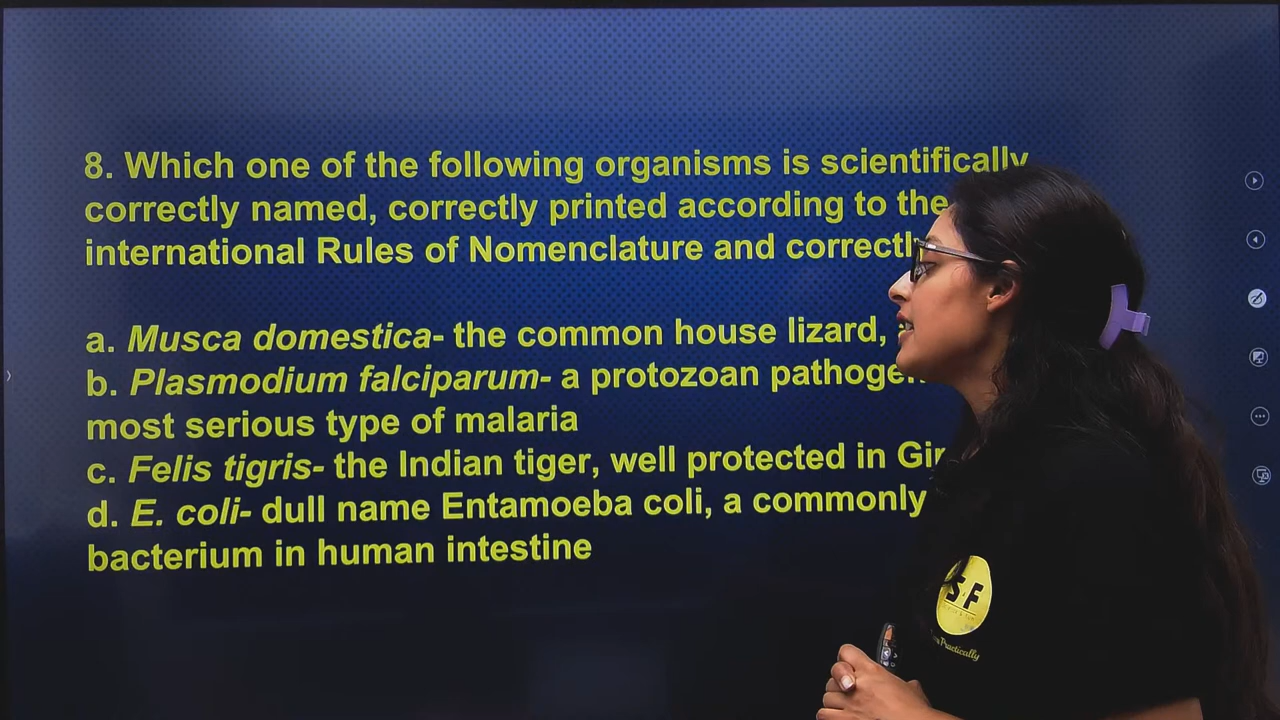 8. Which one of the following organisms is scientifically
correctly named, correctly printed according to the
international Rules of Nomenclature and correctly
a. Musca domestica- the common house lizard,
b. Plasmodium falciparum- a protozoan pathogen
most serious type of malaria
c. Felis tigris- the Indian tiger, well protected in Gir
d. E. coli- dull name Entamoeba coli, a commonly
bacterium in human intestine
S F
Practically